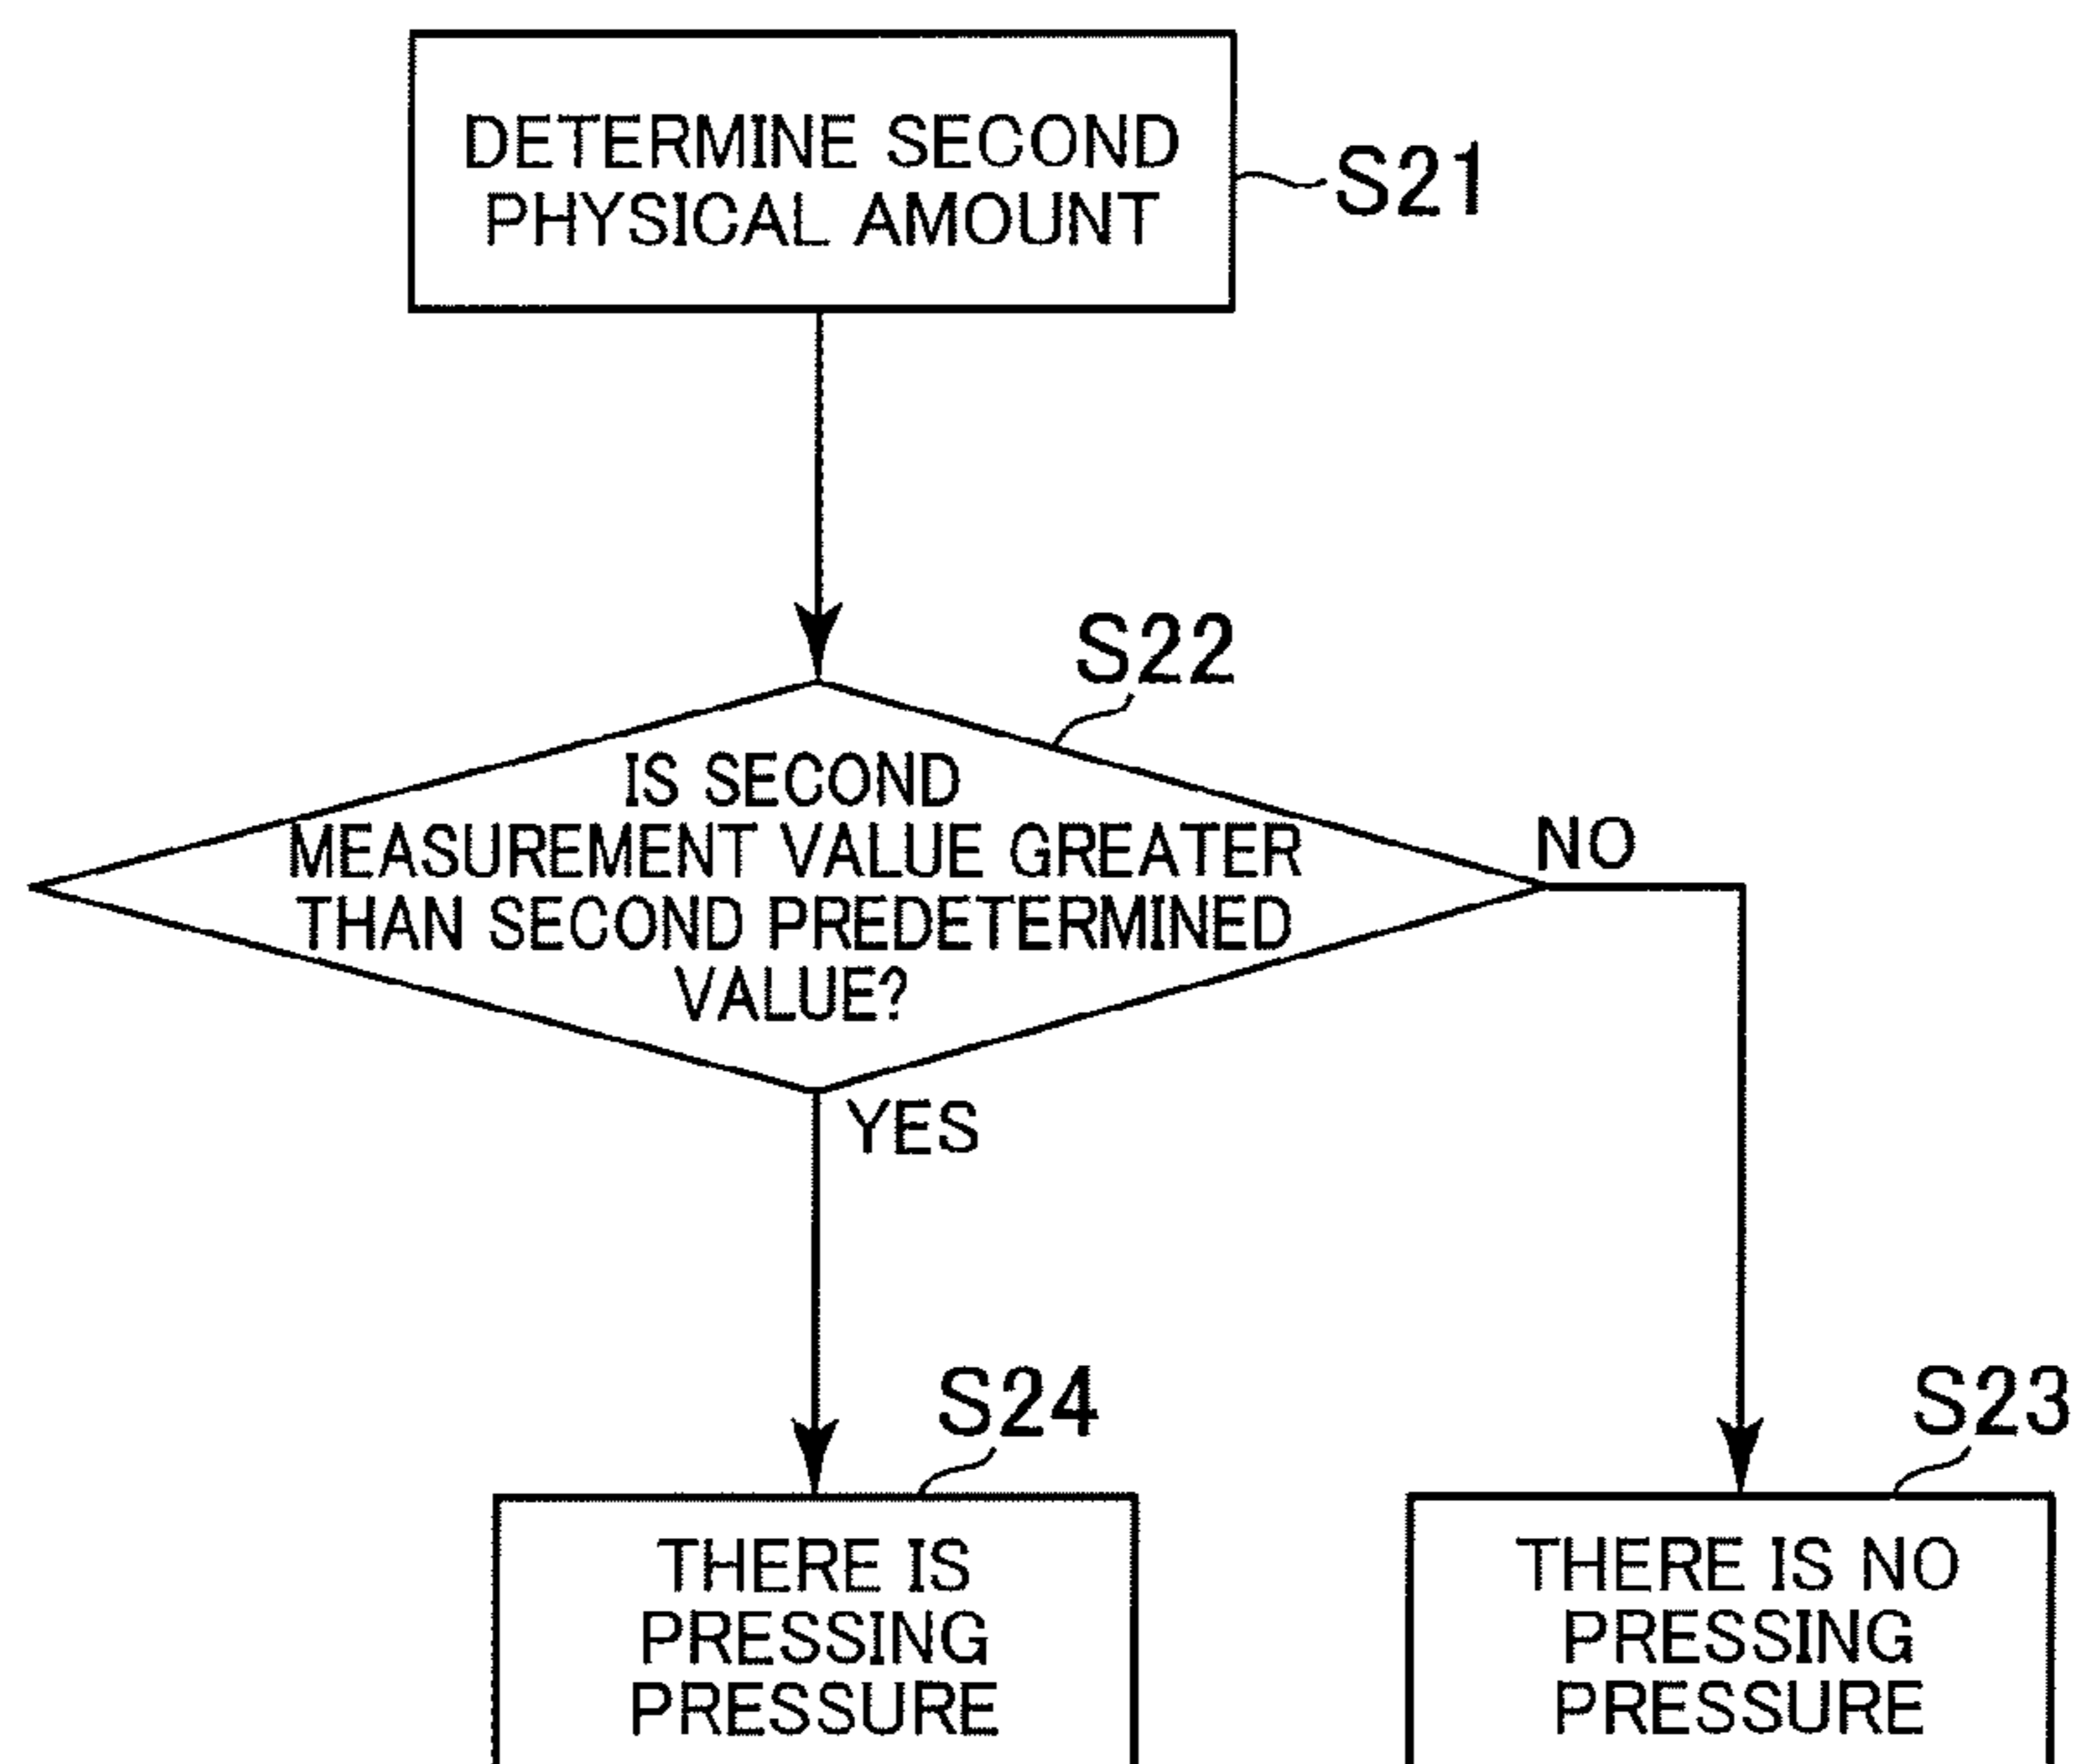 DETERMINE SECOND
PHYSICAL AMOUNT
S21
S22
IS SECOND
MEASUREMENT VALUE GREATER
THAN SECOND PREDETERMINED
VALUE?
NO
YES
S24
S23
THERE IS
PRESSING
PRESSURE
THERE IS NO
PRESSING
PRESSURE